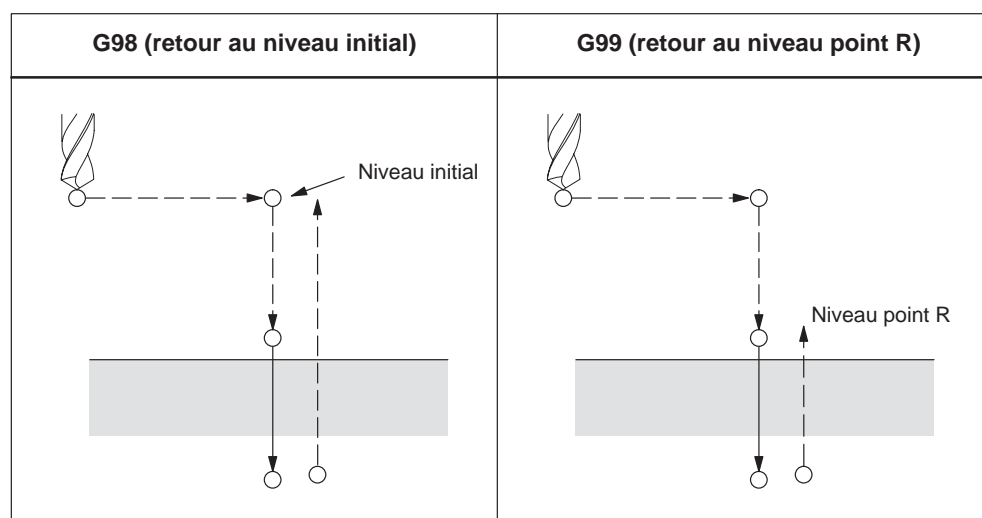 G98 (retour au niveau initial)
G99 (retour au niveau point R)
Niveau initial
Niveau point R